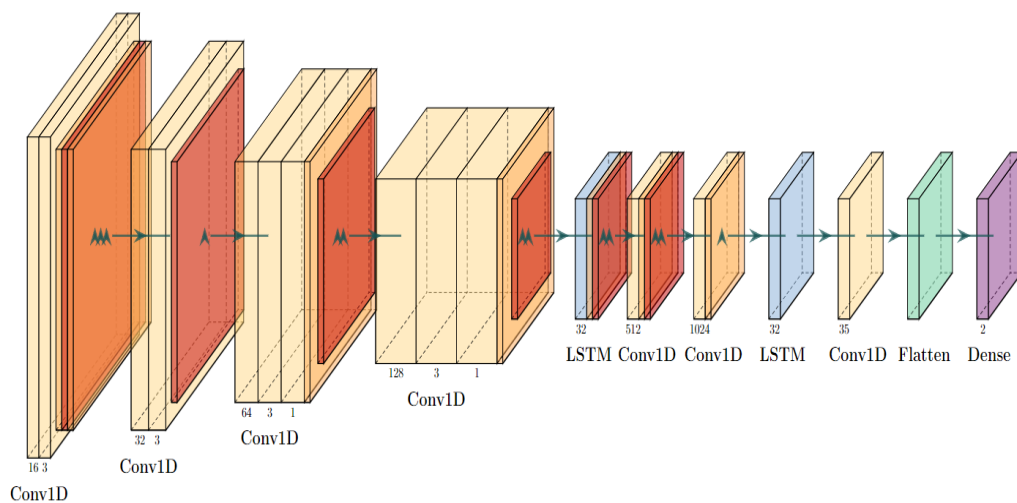 16 3
Conv1D
32 3
Conv1D
64 3 1
Conv1D
128 3 1
Conv1D
32
LSTM
512
Conv1D
1024
Conv1D
32
LSTM
35
Conv1D
Flatten
2
Dense